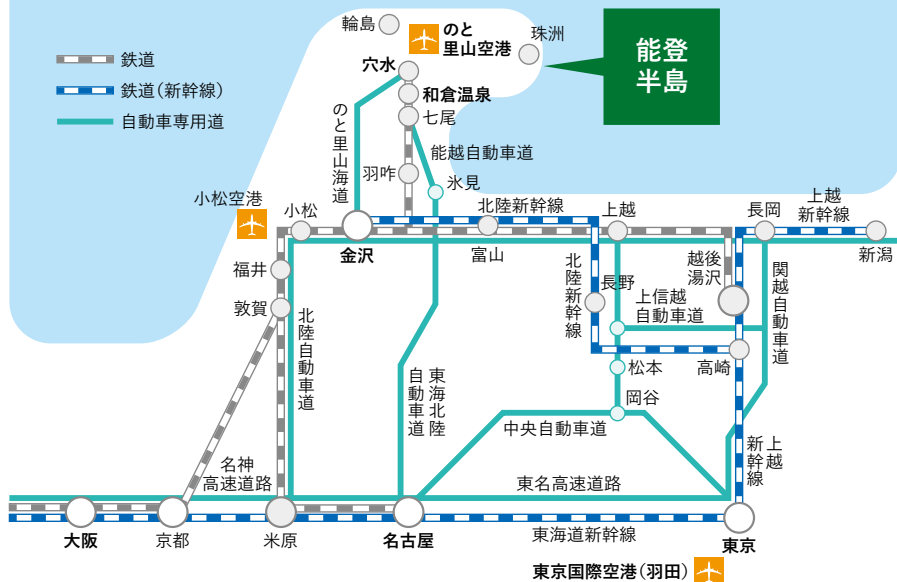 輪島
のと
里山空港
珠洲
能登
半島
鉄道
鉄道(新幹線)
自動車専用道
穴水
和倉温泉
七尾
のと里山海道
能越自動車道
羽咋
氷見
小松空港
小松
金沢
北陸新幹線
富山
上越
長岡
上越
新幹線
新潟
福井
敦賀
北陸自動車道
北陸新幹線
長野
上信越
自動車道
越後
湯沢
関越自動車道
高崎
松本
岡谷
東海北陸
自動車道
中央自動車道
上越
新幹線
名神
高速道路
東名高速道路
大阪
京都
米原
名古屋
東海道新幹線
東京
東京国際空港(羽田)